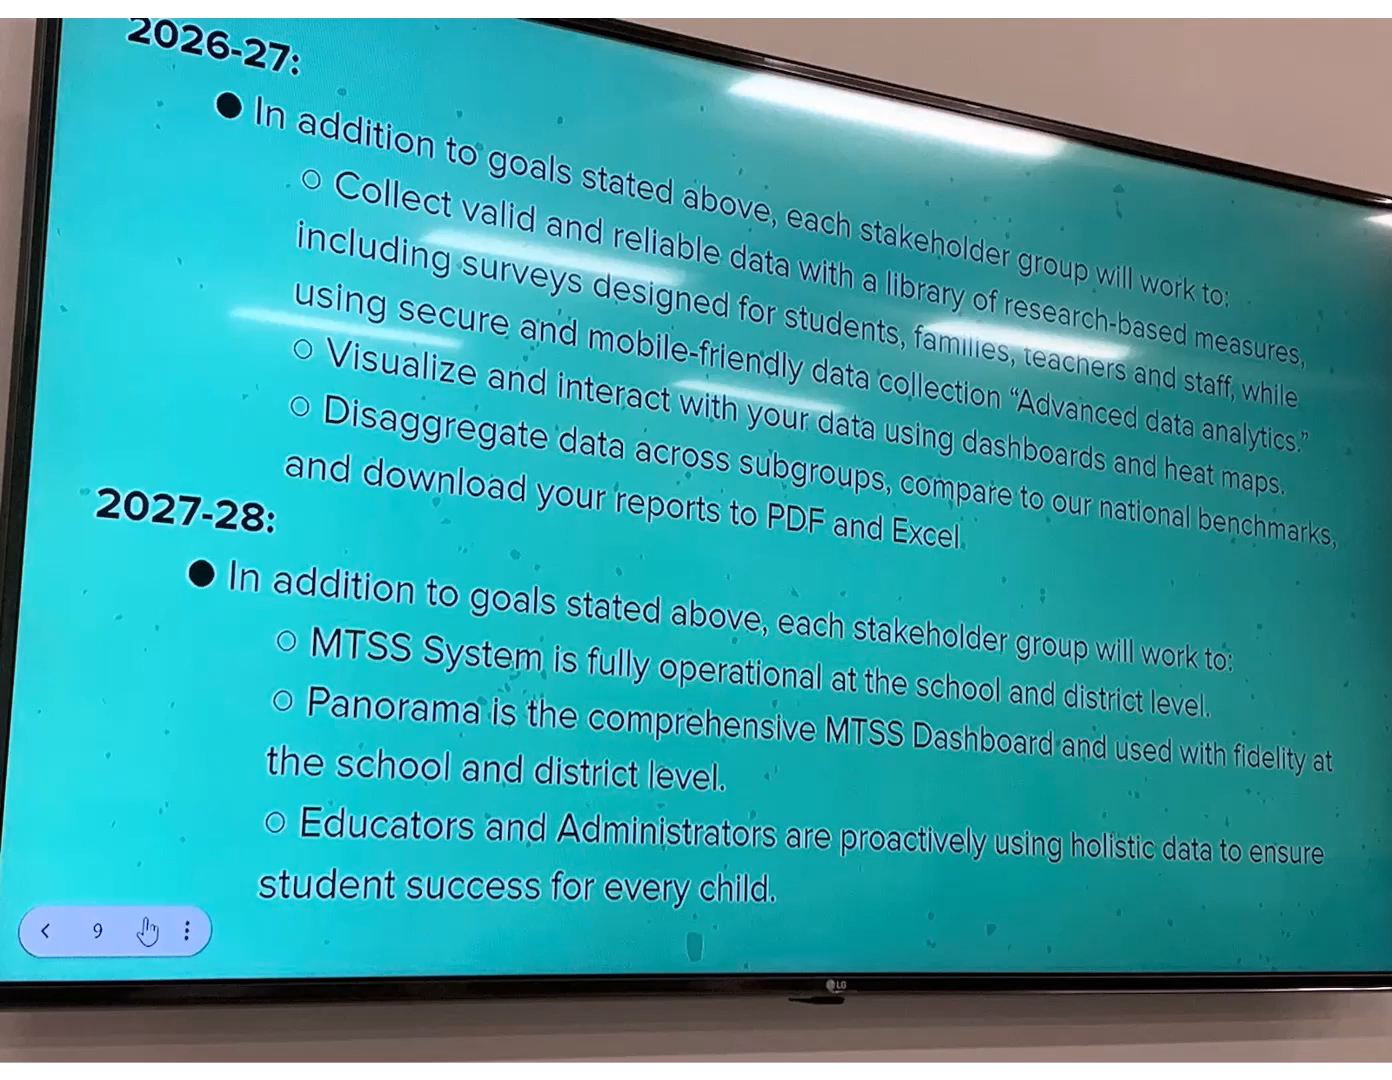 2026-27:
● In addition to goals stated above, each stakeholder group will work to:
○ Collect valid and reliable data with a library of research-based measures,
including surveys designed for students, families, teachers and staff, while
using secure and mobile-friendly data collection “Advanced data analytics.”
○ Visualize and interact with your data using dashboards and heat maps.
○ Disaggregate data across subgroups, compare to our national benchmarks,
and download your reports to PDF and Excel.
2027-28:
● In addition to goals stated above, each stakeholder group will work to:
○ MTSS System is fully operational at the school and district level.
○ Panorama is the comprehensive MTSS Dashboard and used with fidelity at
the school and district level.
○ Educators and Administrators are proactively using holistic data to ensure
student success for every child.
9
LG